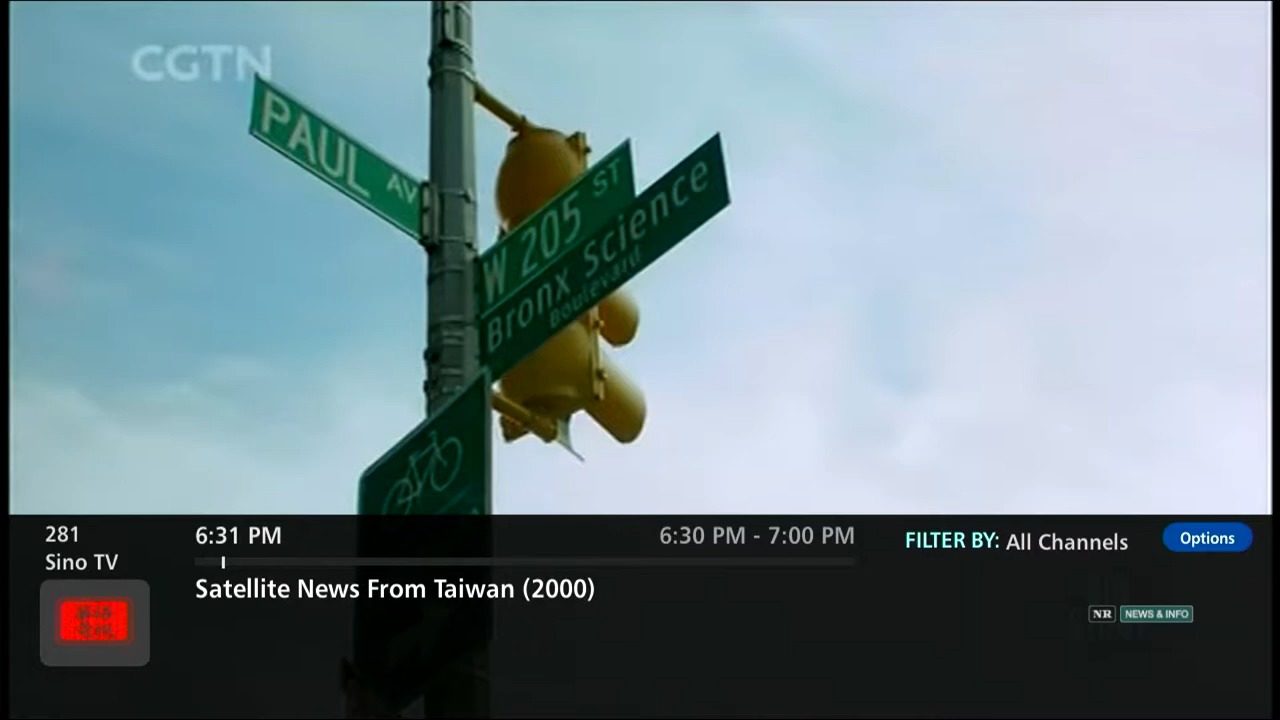 CGTN
PAUL AV
W 205 ST
Bronx Science
Boulevard
281
Sino TV
6:31 PM
6:30 PM - 7:00 PM
FILTER BY: All Channels
Options
Satellite News From Taiwan (2000)
NR
NEWS & INFO